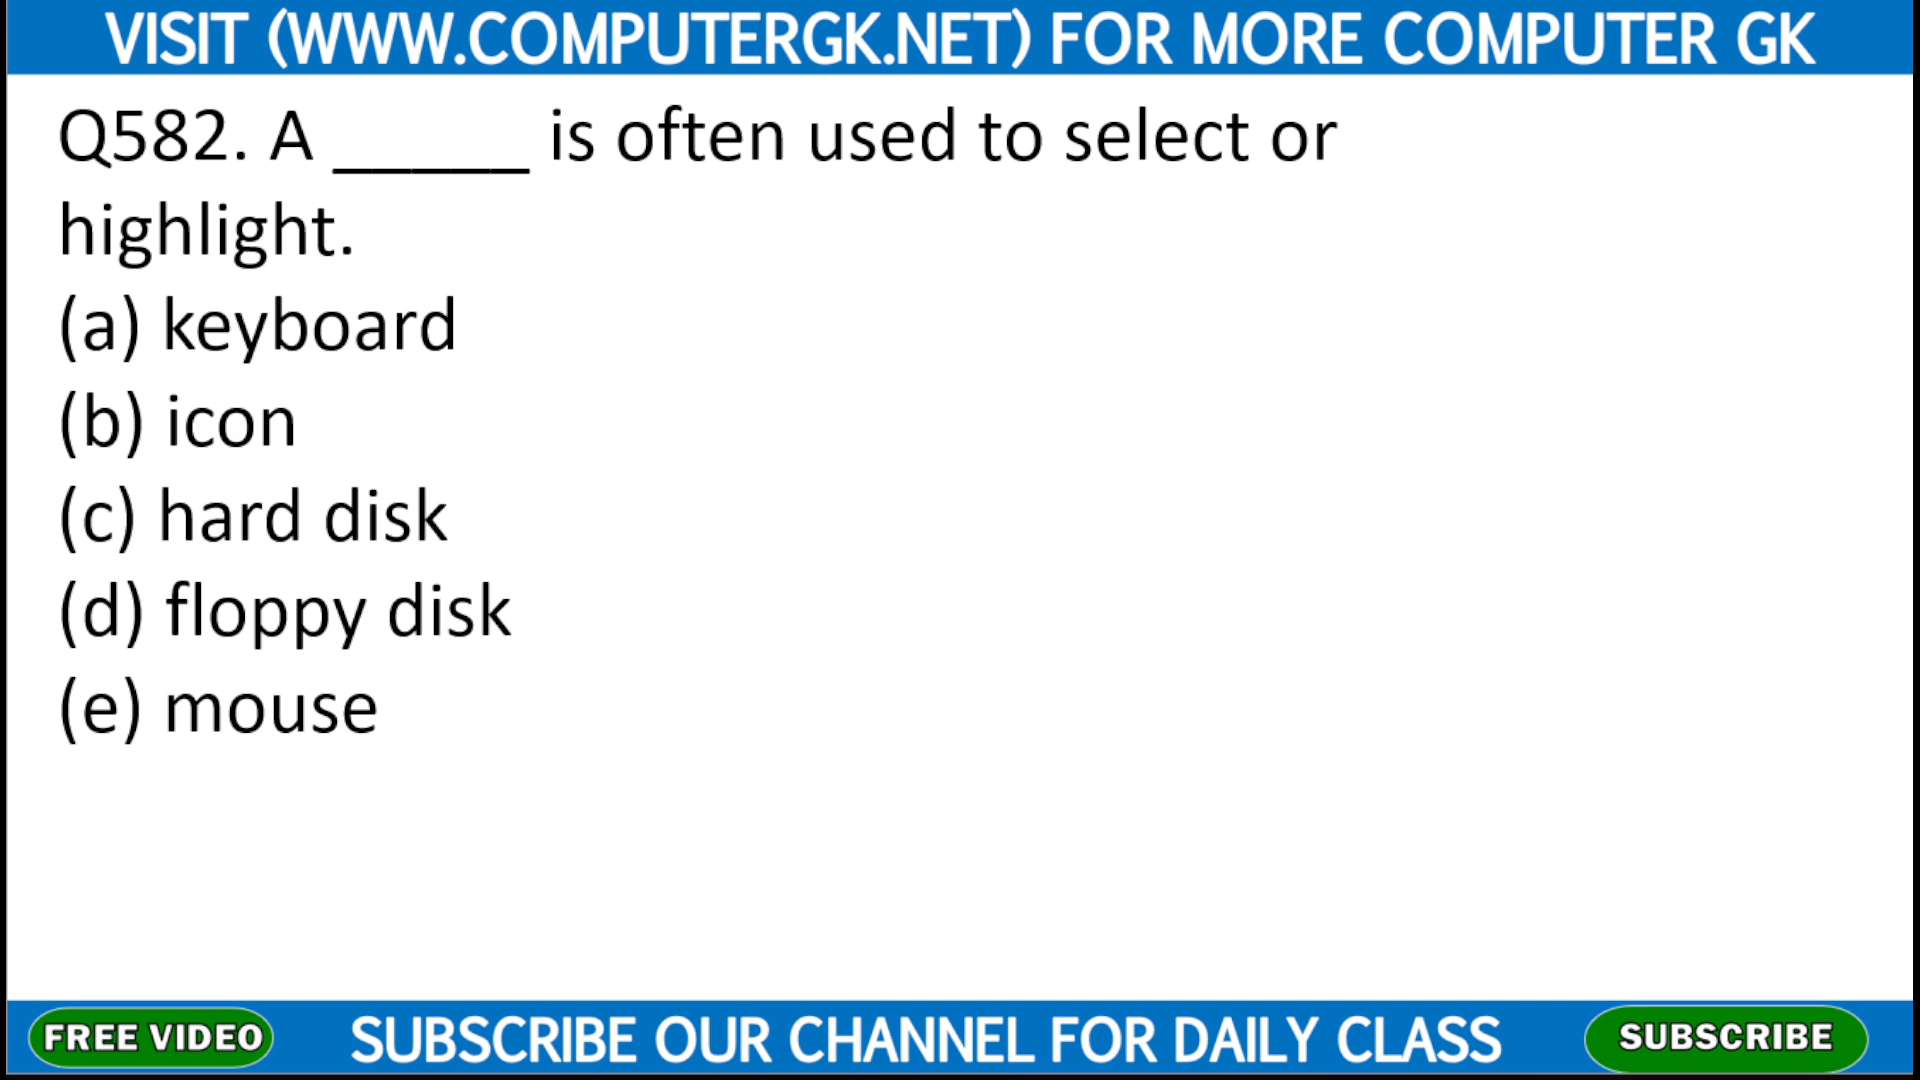 VISIT (WWW.COMPUTERGK.NET) FOR MORE COMPUTER GK
Q582. A _____ is often used to select or
highlight.
(a) keyboard
(b) icon
(c) hard disk
(d) floppy disk
(e) mouse
FREE VIDEO SUBSCRIBE OUR CHANNEL FOR DAILY CLASS SUBSCRIBE